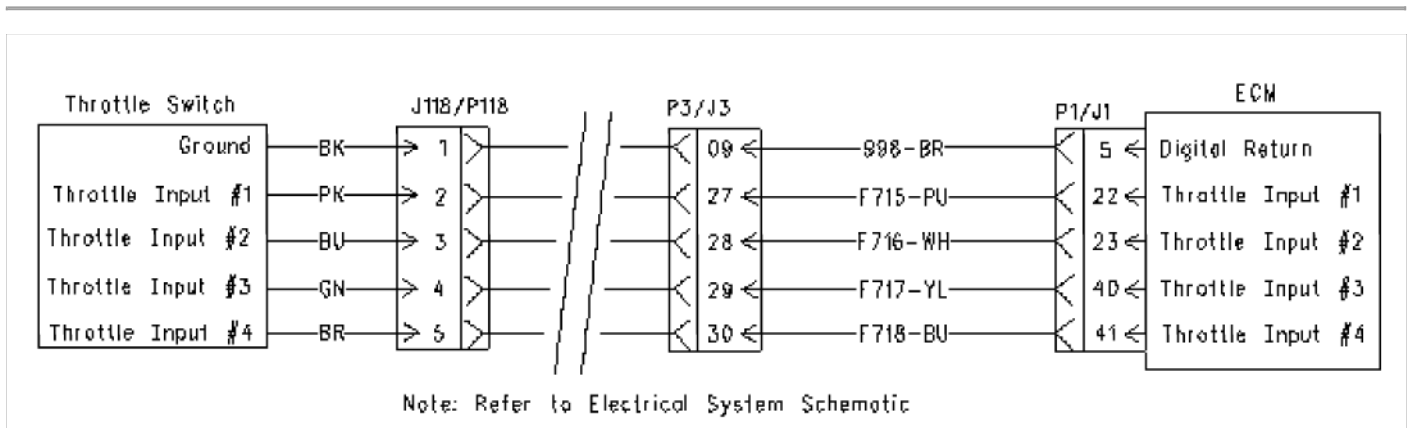 ECM
Throttle Switch J118/P118 P3/J3 P1/J1
Ground BK 1 09 998-BR 5 Digital Return
Throttle Input #1 PK 2 27 F715-PU 22 Throttle Input #1
Throttle Input #2 BU 3 28 F716-WH 23 Throttle Input #2
Throttle Input #3 GN 4 29 F717-YL 40 Throttle Input #3
Throttle Input #4 BR 5 30 F718-BU 41 Throttle Input #4
Note: Refer to Electrical System Schematic